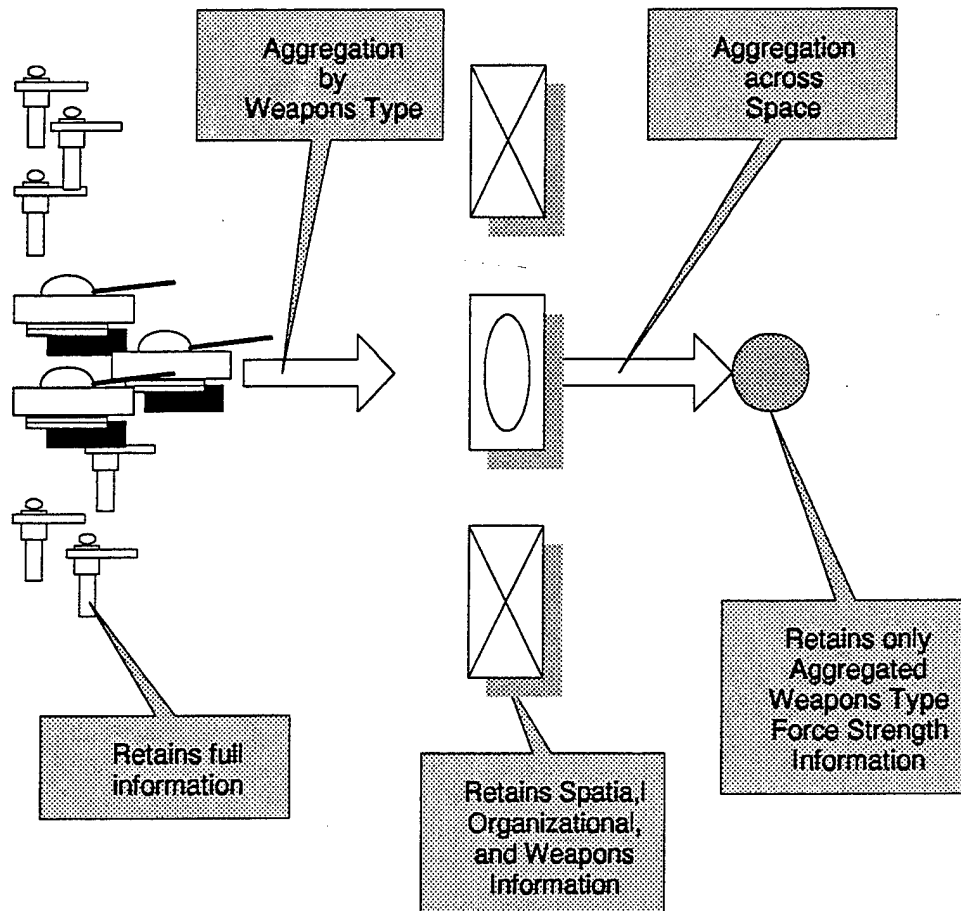 Aggregation
by
Weapons Type
Aggregation
across
Space
Retains full
information
Retains Spatia,l
Organizational,
and Weapons
Information
Retains only
Aggregated
Weapons Type
Force Strength
Information